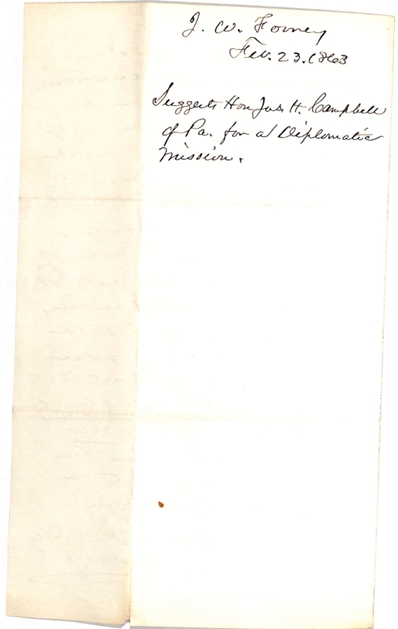 J. W. Forney
Feb. 23. 1863
Suggests Hon Jas H. Campbell
of Pa. for a Diplomatic
Mission.